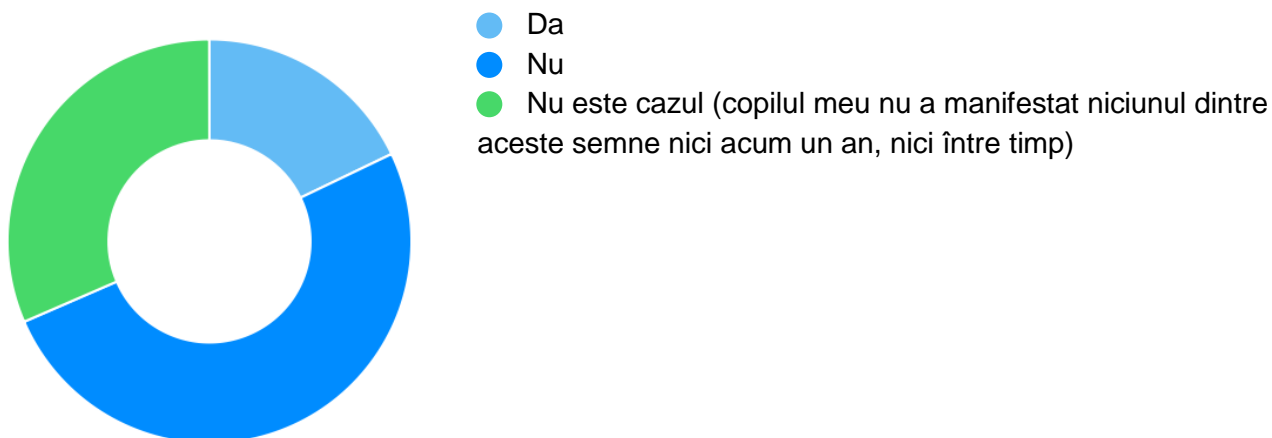 Da
Nu
Nu este cazul (copilul meu nu a manifestat niciunul dintre
aceste semne nici acum un an, nici între timp)